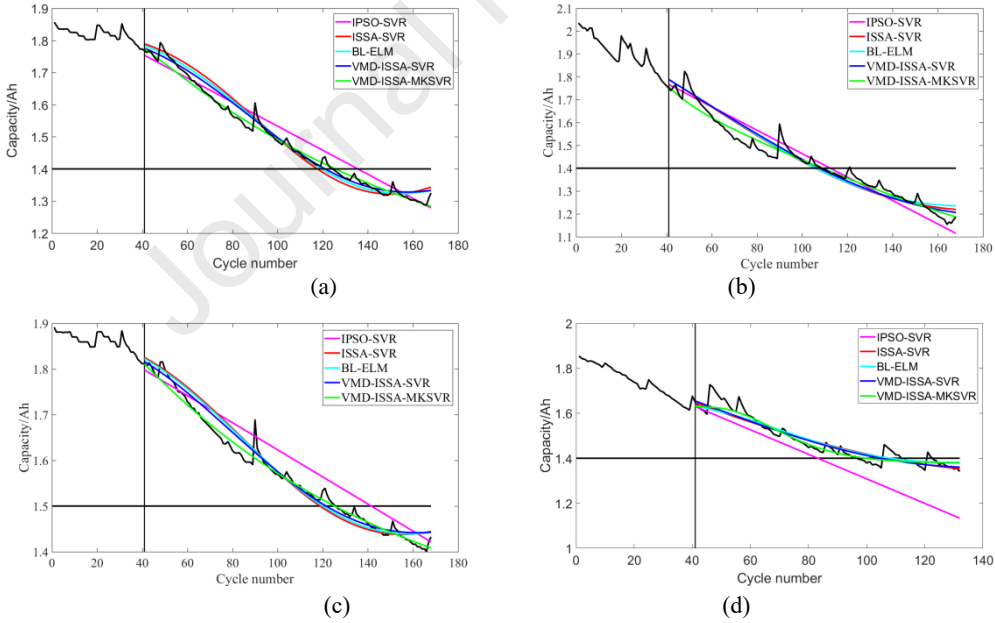 Journal
1.9
1.8
1.7
1.6
1.5
1.4
1.3
1.2
Capacity/Ah
0 20 40 60 80 100 120 140 160 180
Cycle number
IPSO-SVR
ISSA-SVR
BL-ELM
VMD-ISSA-SVR
VMD-ISSA-MKSVR
(a)
2.1
2
1.9
1.8
1.7
1.6
1.5
1.4
1.3
1.2
1.1
Capacity/Ah
0 20 40 60 80 100 120 140 160 180
Cycle number
IPSO-SVR
ISSA-SVR
BL-ELM
VMD-ISSA-SVR
VMD-ISSA-MKSVR
(b)
1.9
1.8
1.7
1.6
1.5
1.4
Capacity/Ah
0 20 40 60 80 100 120 140 160 180
Cycle number
IPSO-SVR
ISSA-SVR
BL-ELM
VMD-ISSA-SVR
VMD-ISSA-MKSVR
(c)
2
1.8
1.6
1.4
1.2
1
Capacity/Ah
0 20 40 60 80 100 120 140
Cycle number
IPSO-SVR
ISSA-SVR
BL-ELM
VMD-ISSA-SVR
VMD-ISSA-MKSVR
(d)